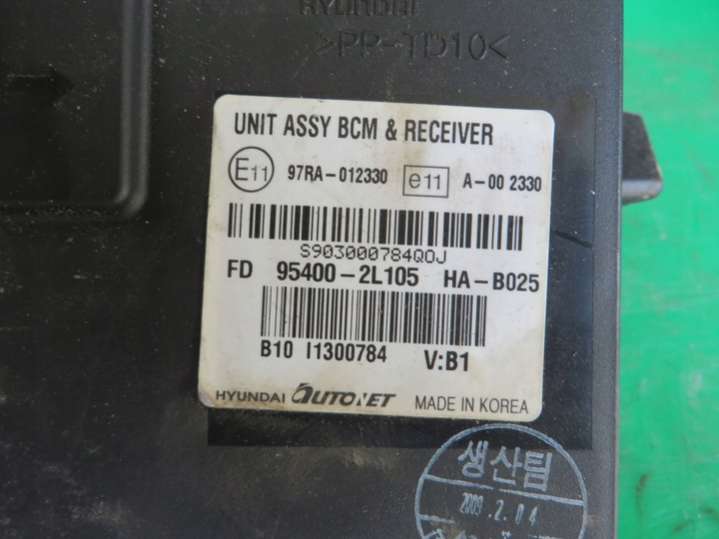 HYUNDAI
>PP-TD10<
UNIT ASSY BCM & RECEIVER
E11 97RA-012330 e11 A-00 2330
S903000784QOJ
FD 95400-2L105 HA-B025
B10 I1300784 V:B1
HYUNDAI AUTONET MADE IN KOREA
생산팀
2009.2.04